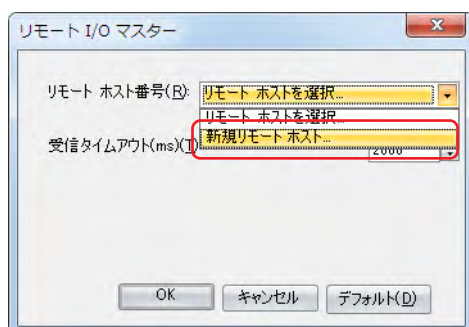 リモート I/O マスター
リモート ホスト番号(R): リモート ホストを選択...
リモート ホストを選択...
新規リモート ホスト...
受信タイムアウト(ms)(T) 2000
OK キャンセル デフォルト(D)